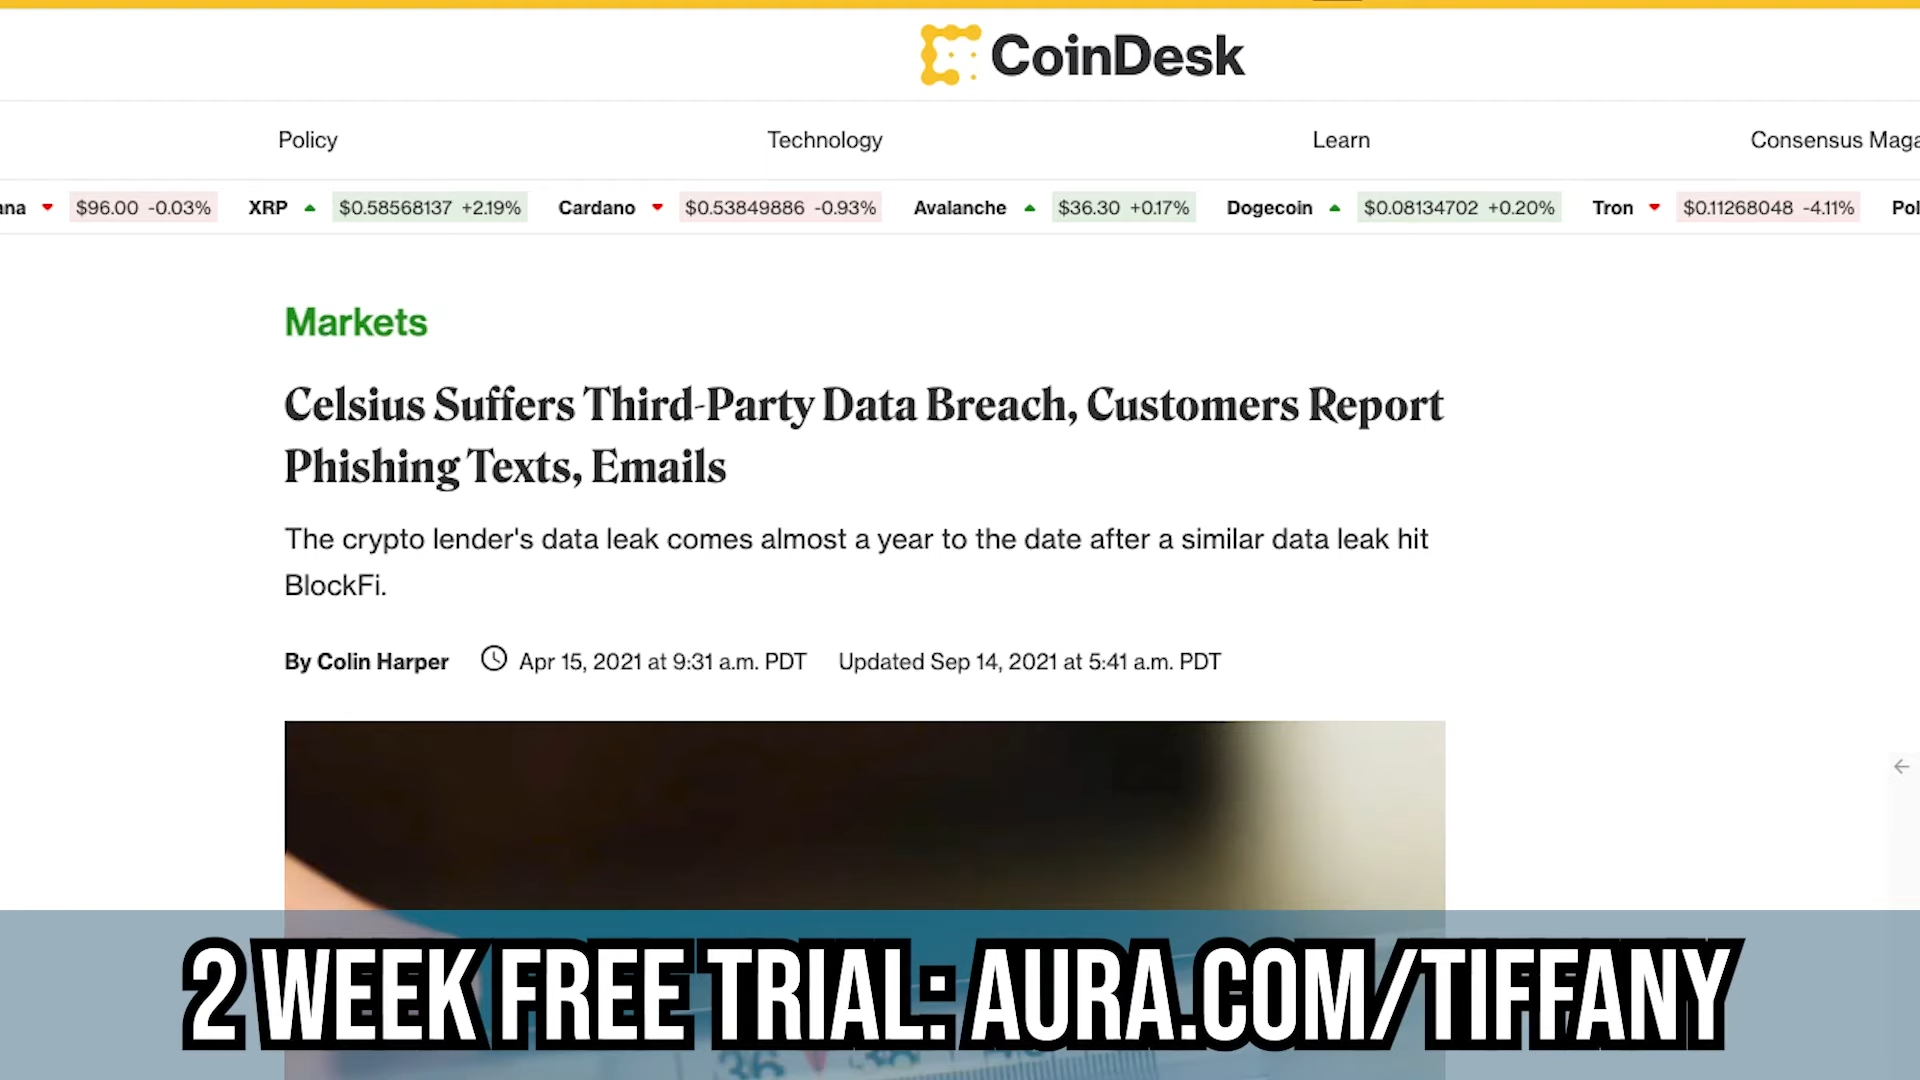 CoinDesk
Policy Technology Learn Consensus Maga
ana $96.00 -0.03% XRP $0.58568137 +2.19% Cardano $0.53849886 -0.93% Avalanche $36.30 +0.17% Dogecoin $0.08134702 +0.20% Tron $0.11268048 -4.11% Pol
Markets
Celsius Suffers Third-Party Data Breach, Customers Report
Phishing Texts, Emails
The crypto lender's data leak comes almost a year to the date after a similar data leak hit
BlockFi.
By Colin Harper Apr 15, 2021 at 9:31 a.m. PDT Updated Sep 14, 2021 at 5:41 a.m. PDT
2 WEEK FREE TRIAL: AURA.COM/TIFFANY
36 38